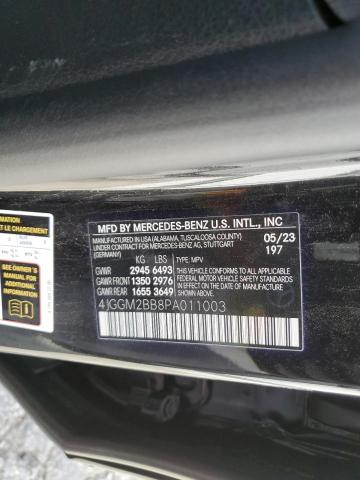 MATION
ET LE CHARGEMENT
SEE OWNER'S
MANUAL FOR
ADDITIONAL
INFORMATION
MFD BY MERCEDES-BENZ U.S. INTL., INC
MANUFACTURED IN USA (ALABAMA, TUSCALOOSA COUNTY)
UNDER CONTRACT FOR MERCEDES-BENZ AG, STUTTGART
(GERMANY)
05/23
197
KG LBS
GVWR 2945 6493
GAWR FRONT 1350 2976
GAWR REAR 1655 3649
THIS VEHICLE CONFORMS TO ALL APPLICABLE
FEDERAL MOTOR VEHICLE SAFETY STANDARDS
IN EFFECT ON THE DATE OF MANUFACTURE
SHOWN ABOVE.
TYPE: MPV
4JGGM2BB8PA011003